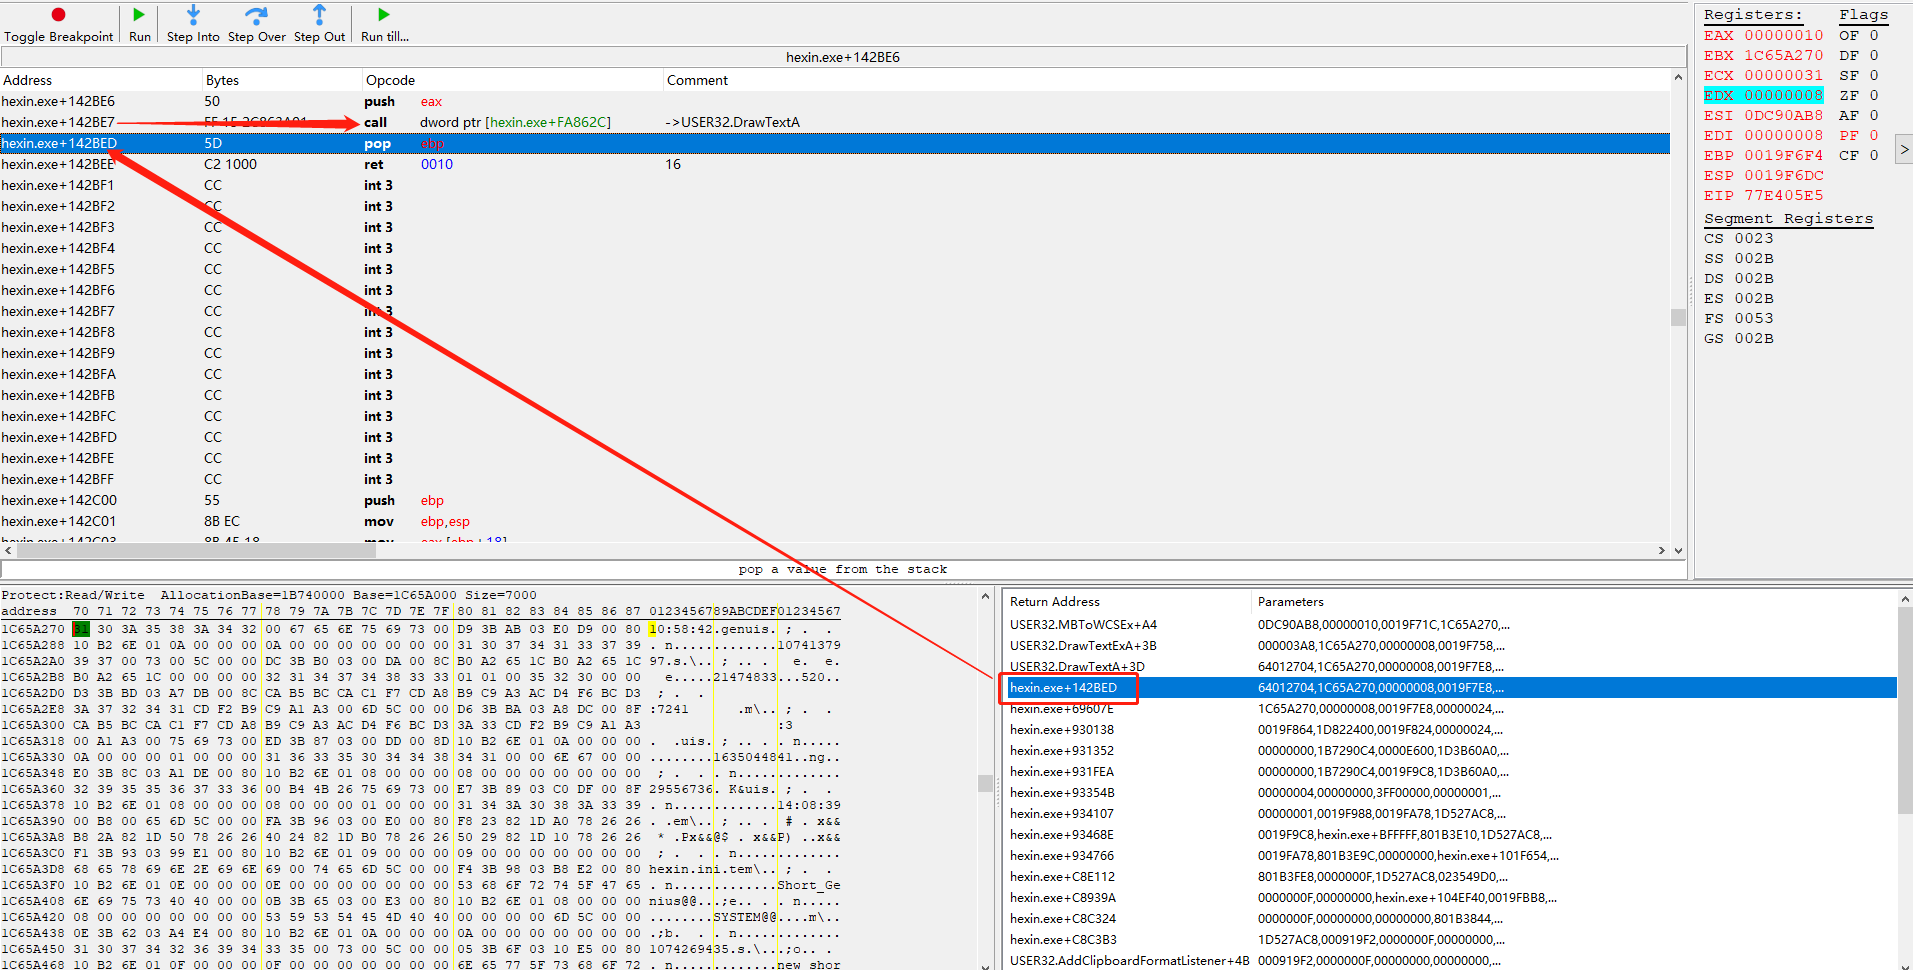 Toggle Breakpoint Run Step Into Step Over Step Out Run till...
hexin.exe+142BE6
Address Bytes Opcode Comment
hexin.exe+142BE6 50 push eax
hexin.exe+142BE7 call dword ptr [hexin.exe+FA862C] ->USER32.DrawTextA
hexin.exe+142BED 5D pop ebp
hexin.exe+142BEE C2 1000 ret 0010 16
hexin.exe+142BF1 CC int 3
hexin.exe+142BF2 CC int 3
hexin.exe+142BF3 CC int 3
hexin.exe+142BF4 CC int 3
hexin.exe+142BF5 CC int 3
hexin.exe+142BF6 CC int 3
hexin.exe+142BF7 CC int 3
hexin.exe+142BF8 CC int 3
hexin.exe+142BF9 CC int 3
hexin.exe+142BFA CC int 3
hexin.exe+142BFB CC int 3
hexin.exe+142BFC CC int 3
hexin.exe+142BFD CC int 3
hexin.exe+142BFE CC int 3
hexin.exe+142BFF CC int 3
hexin.exe+142C00 55 push ebp
hexin.exe+142C01 8B EC mov ebp,esp
hexin.exe+142C03 8B 45 18 mov eax,[ebp+18]
pop a value from the stack
Registers: Flags
EAX 00000010 OF 0
EBX 1C65A270 DF 0
ECX 00000031 SF 0
EDX 00000008 ZF 0
ESI 0DC90AB8 AF 0
EDI 00000008 PF 0
EBP 0019F6F4 CF 0
ESP 0019F6DC
EIP 77E405E5
Segment Registers
CS 0023
SS 002B
DS 002B
ES 002B
FS 0053
GS 002B
Protect:Read/Write AllocationBase=1B740000 Base=1C65A000 Size=7000
address 70 71 72 73 74 75 76 77 78 79 7A 7B 7C 7D 7E 7F 80 81 82 83 84 85 86 87 0123456789ABCDEF01234567
1C65A270 31 30 3A 35 38 3A 34 32 00 67 65 6E 75 69 73 00 D9 3B AB 03 E0 D9 00 80 10:58:42.genuis. ; . .
1C65A288 10 B2 6E 01 0A 00 00 00 0A 00 00 00 00 00 00 00 31 30 37 34 31 33 37 39 . n.............10741379
1C65A2A0 39 37 00 73 00 5C 00 00 DC 3B B0 03 00 DA 00 8C B0 A2 65 1C B0 A2 65 1C 97.s.\.. ; .. . e. e.
1C65A2B8 B0 A2 65 1C 00 00 00 00 32 31 34 37 34 38 33 33 01 01 00 35 32 30 00 00 e.....21474833...520..
1C65A2D0 D3 3B BD 03 A7 DB 00 8C CA B5 BC CA C1 F7 CD A8 B9 C9 A3 AC D4 F6 BC D3 ; . .
1C65A2E8 3A 37 32 34 31 CD F2 B9 C9 A1 A3 00 6D 5C 00 00 D6 3B BA 03 A8 DC 00 8F :7241 .m\.. ; . .
1C65A300 CA B5 BC CA C1 F7 CD A8 B9 C9 A3 AC D4 F6 BC D3 3A 33 CD F2 B9 C9 A1 A3 :3
1C65A318 00 A1 A3 00 75 69 73 00 ED 3B 87 03 00 DD 00 8D 10 B2 6E 01 0A 00 00 00 . .uis. ; .. . . n.....
1C65A330 0A 00 00 00 01 00 00 00 31 36 33 35 30 34 34 38 34 31 00 00 6E 67 00 00 ........1635044841..ng..
1C65A348 E0 3B 8C 03 A1 DE 00 80 10 B2 6E 01 08 00 00 00 08 00 00 00 00 00 00 00 ; . . . n.............
1C65A360 32 39 35 35 36 37 33 36 00 B4 4B 26 75 69 73 00 E7 3B 89 03 C0 DF 00 8F 29556736. K&uis. ; . .
1C65A378 10 B2 6E 01 08 00 00 00 08 00 00 00 01 00 00 00 31 34 3A 30 38 3A 33 39 . n.............14:08:39
1C65A390 00 B8 00 65 6D 5C 00 00 FA 3B 96 03 00 E0 00 80 F8 23 82 1D A0 78 26 26
1C65A3A8 B8 2A 82 1D 50 78 26 26 40 24 82 1D B0 78 26 26 50 29 82 1D 10 78 26 26
1C65A3C0 F1 3B 93 03 99 E1 00 80 10 B2 6E 01 09 00 00 00 09 00 00 00 00 00 00 00 ; . . . n.............
1C65A3D8 68 65 78 69 6E 2E 69 6E 69 00 74 65 6D 5C 00 00 F4 3B 98 03 B8 E2 00 80 hexin.ini.tem\.. ; . .
1C65A3F0 10 B2 6E 01 0E 00 00 00 0E 00 00 00 00 00 00 00 53 68 6F 72 74 5F 47 65 . n.............Short_Ge
1C65A408 6E 69 75 73 40 40 00 00 0B 3B 65 03 00 E3 00 80 10 B2 6E 01 08 00 00 00 nius@@...;e.. . . n.....
1C65A420 08 00 00 00 00 00 00 00 53 59 53 54 45 4D 40 40 00 00 00 00 6D 5C 00 00 ........SYSTEM@@....m\..
1C65A438 0E 3B 62 03 A4 E4 00 80 10 B2 6E 01 0A 00 00 00 0A 00 00 00 00 00 00 00 .;b. . . n.............
1C65A450 31 30 37 34 32 36 39 34 33 35 00 73 00 5C 00 00 05 3B 6F 03 10 E5 00 80 1074269435.s.\...;o.. .
1C65A468 10 B2 6E 01 0F 00 00 00 0F 00 00 00 00 00 00 00 6E 65 77 5F 73 68 6F 72 . n.............new_shor
Return Address Parameters
USER32.MBToWCSEx+A4 0DC90AB8,00000010,0019F71C,1C65A270,...
USER32.DrawTextExA+3B 000003A8,1C65A270,00000008,0019F758,...
USER32.DrawTextA+3D 64012704,1C65A270,00000008,0019F7E8,...
hexin.exe+142BED 64012704,1C65A270,00000008,0019F7E8,...
hexin.exe+69607E 1C65A270,00000008,0019F7E8,00000024,...
hexin.exe+930138 0019F864,1D822400,0019F824,00000024,...
hexin.exe+931352 00000000,1B7290C4,0000E600,1D3B60A0,...
hexin.exe+931FEA 00000000,1B7290C4,0019F9C8,1D3B60A0,...
hexin.exe+93354B 00000004,00000000,3FF00000,00000001,...
hexin.exe+934107 00000001,0019F988,0019FA78,1D527AC8,...
hexin.exe+93468E 0019F9C8,hexin.exe+BFFFFF,801B3E10,1D527AC8,...
hexin.exe+934766 0019FA78,801B3E9C,00000000,hexin.exe+101F654,...
hexin.exe+C8E112 801B3FE8,0000000F,1D527AC8,023549D0,...
hexin.exe+C8939A 0000000F,00000000,hexin.exe+104EF40,0019FBB8,...
hexin.exe+C8C324 0000000F,00000000,00000000,801B3844,...
hexin.exe+C8C3B3 1D527AC8,000919F2,0000000F,00000000,...
USER32.AddClipboardFormatListener+4B 000919F2,0000000F,00000000,00000000,...